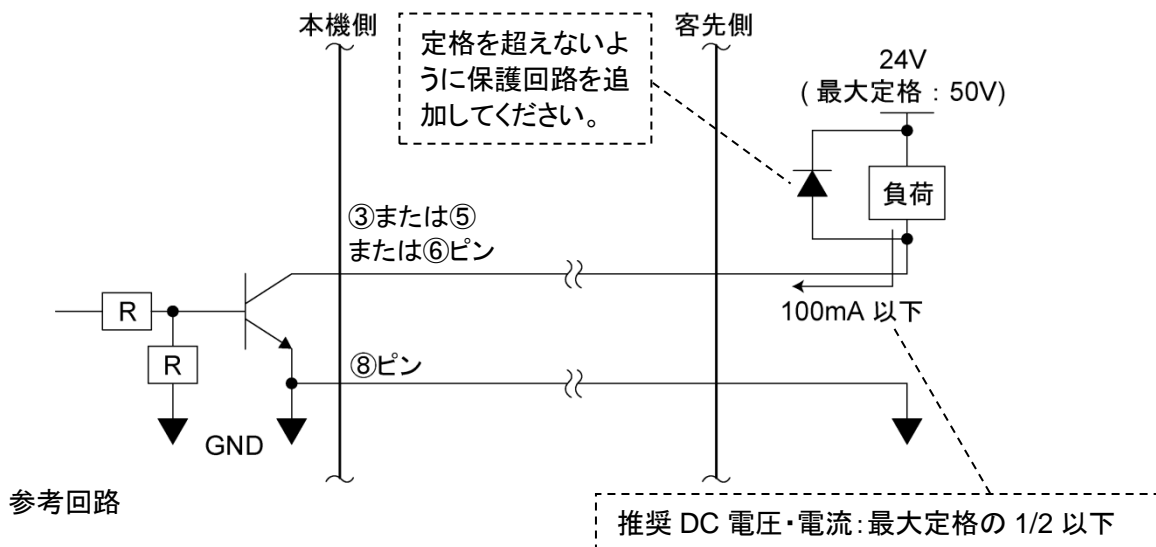 本機側
客先側
定格を超えないよ
うに保護回路を追
加してください。
24V
( 最大定格 : 50V)
負荷
③または⑤
または⑥ピン
100mA 以下
R
R
⑧ピン
GND
参考回路
推奨 DC 電圧・電流:最大定格の 1/2 以下